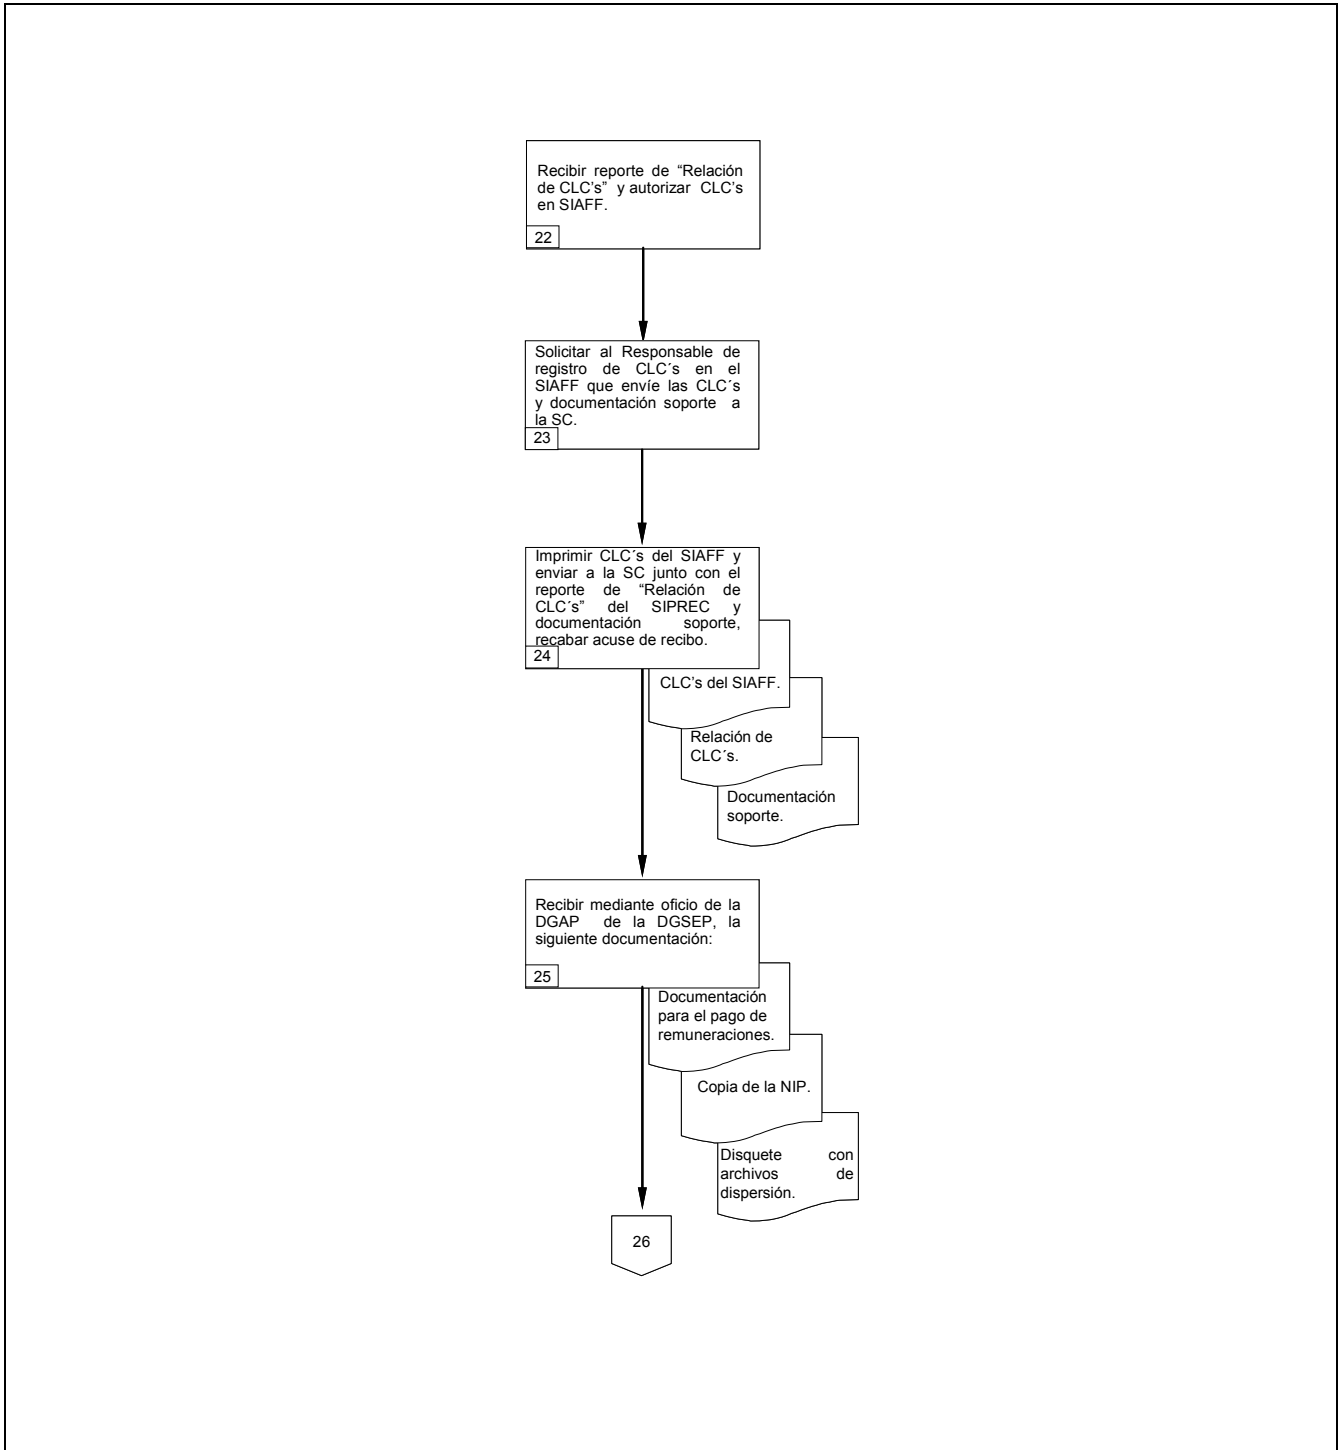 Recibir reporte de “Relación
de CLC’s” y autorizar CLC’s
en SIAFF.
22
Solicitar al Responsable de
registro de CLC´s en el
SIAFF que envíe las CLC´s
y documentación soporte a
la SC.
23
Imprimir CLC´s del SIAFF y
enviar a la SC junto con el
reporte de “Relación de
CLC´s” del SIPREC y
documentación soporte,
recabar acuse de recibo.
24
CLC’s del SIAFF.
Relación de
CLC´s.
Documentación
soporte.
Recibir mediante oficio de la
DGAP de la DGSEP, la
siguiente documentación:
25
Documentación
para el pago de
remuneraciones.
Copia de la NIP.
Disquete con
archivos de
dispersión.
26